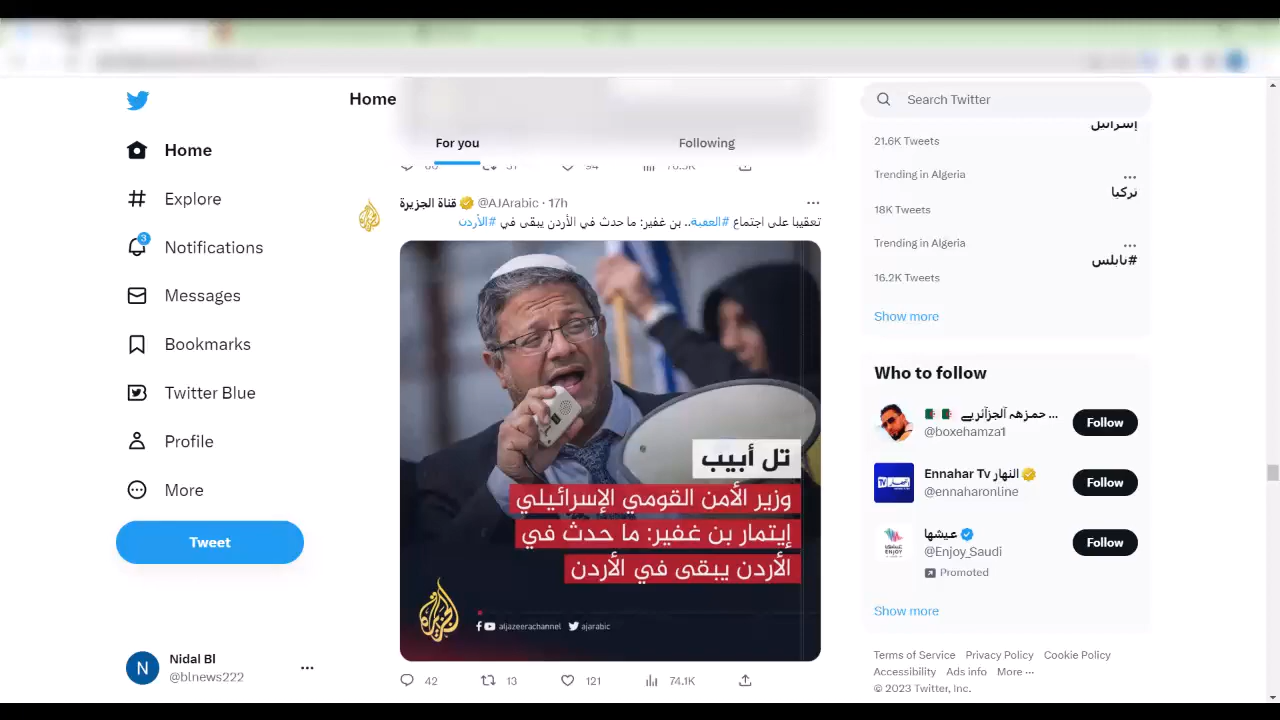 Home
Explore
Notifications
3
Messages
Bookmarks
Twitter Blue
Profile
More
Tweet
Nidal Bl
@blnews222
Home
For you
Following
قناة الجزيرة @AJArabic · 17h
تعقيبا على اجتماع #العقبة.. بن غفير: ما حدث في الأردن يبقى في #الأردن
تل أبيب
وزير الأمن القومي الإسرائيلي
إيتمار بن غفير: ما حدث في
الأردن يبقى في الأردن
aljazeerachannel ajarabic
42 13 121 74.1K
Search Twitter
إسرائيل
21.6K Tweets
Trending in Algeria
تركيا
18K Tweets
Trending in Algeria
#نابلس
16.2K Tweets
Show more
Who to follow
حمـزهہ آلجزآئريے ...
@boxehamza1
Follow
Ennahar Tv النهار
@ennaharonline
Follow
عيشها
@Enjoy_Saudi
Promoted
Follow
Show more
Terms of Service Privacy Policy Cookie Policy
Accessibility Ads info More ···
© 2023 Twitter, Inc.